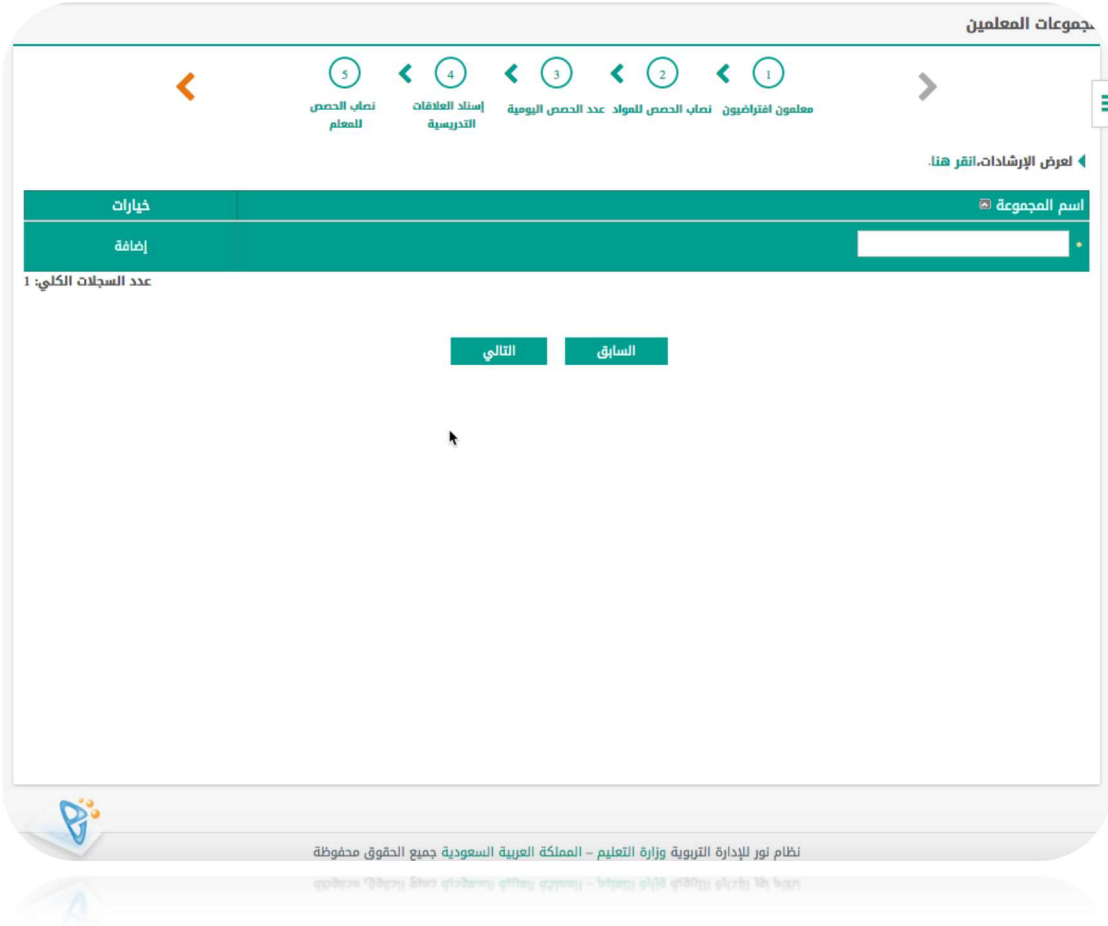 مجموعات المعلمين
1 2 3 4 5
معلمون افتراضيون نصاب الحصص للمواد عدد الحصص اليومية إسناد العلاقات التدريسية نصاب الحصص للمعلم
لعرض الإرشادات،انقر هنا.
اسم المجموعة خيارات
* إضافة
عدد السجلات الكلي: 1
السابق التالي
نظام نور للإدارة التربوية وزارة التعليم – المملكة العربية السعودية جميع الحقوق محفوظة